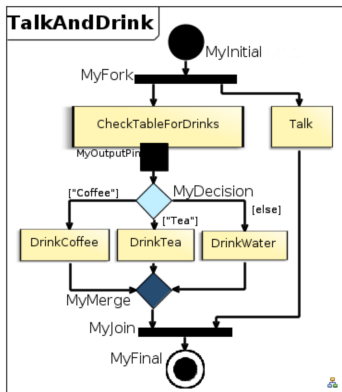 TalkAndDrink
MyInitial
MyFork
CheckTableForDrinks
Talk
MyOutputPin
MyDecision
["Coffee"]
["Tea"]
[else]
DrinkCoffee
DrinkTea
DrinkWater
MyMerge
MyJoin
MyFinal